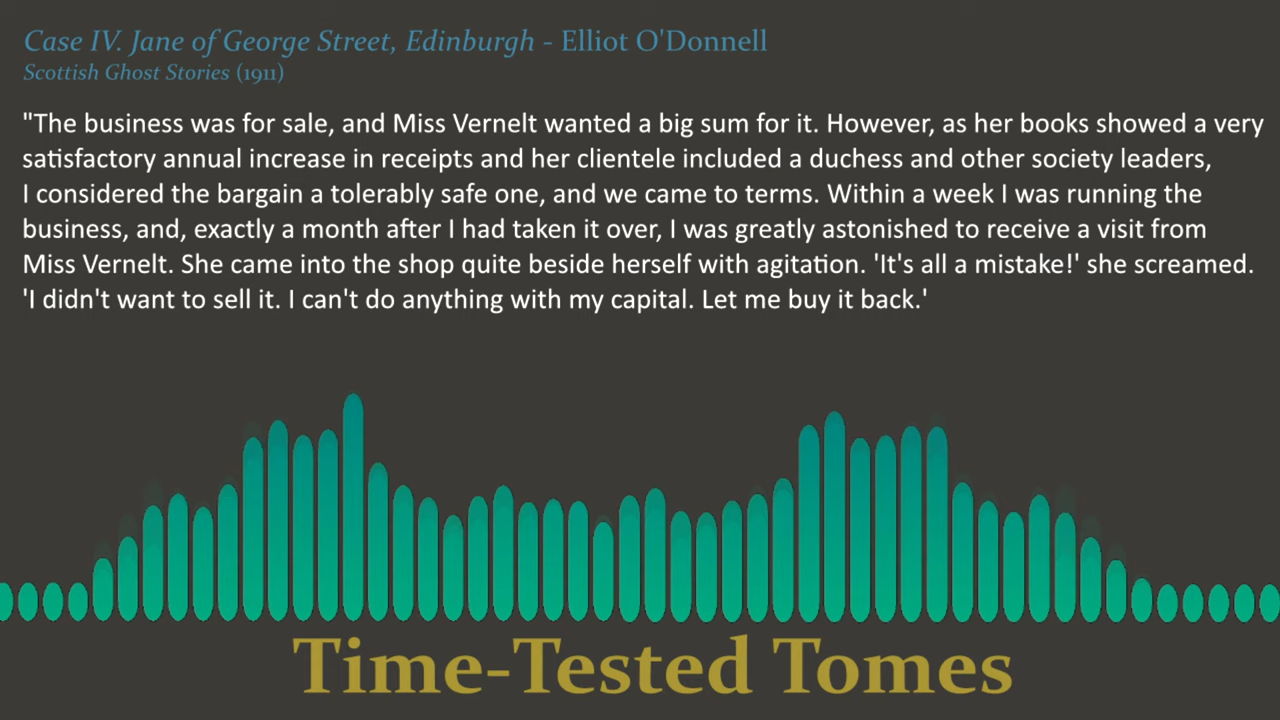 Case IV. Jane of George Street, Edinburgh - Elliot O'Donnell
Scottish Ghost Stories (1911)
"The business was for sale, and Miss Vernelt wanted a big sum for it. However, as her books showed a very
satisfactory annual increase in receipts and her clientele included a duchess and other society leaders,
I considered the bargain a tolerably safe one, and we came to terms. Within a week I was running the
business, and, exactly a month after I had taken it over, I was greatly astonished to receive a visit from
Miss Vernelt. She came into the shop quite beside herself with agitation. 'It's all a mistake!' she screamed.
'I didn't want to sell it. I can't do anything with my capital. Let me buy it back.'
Time-Tested Tomes